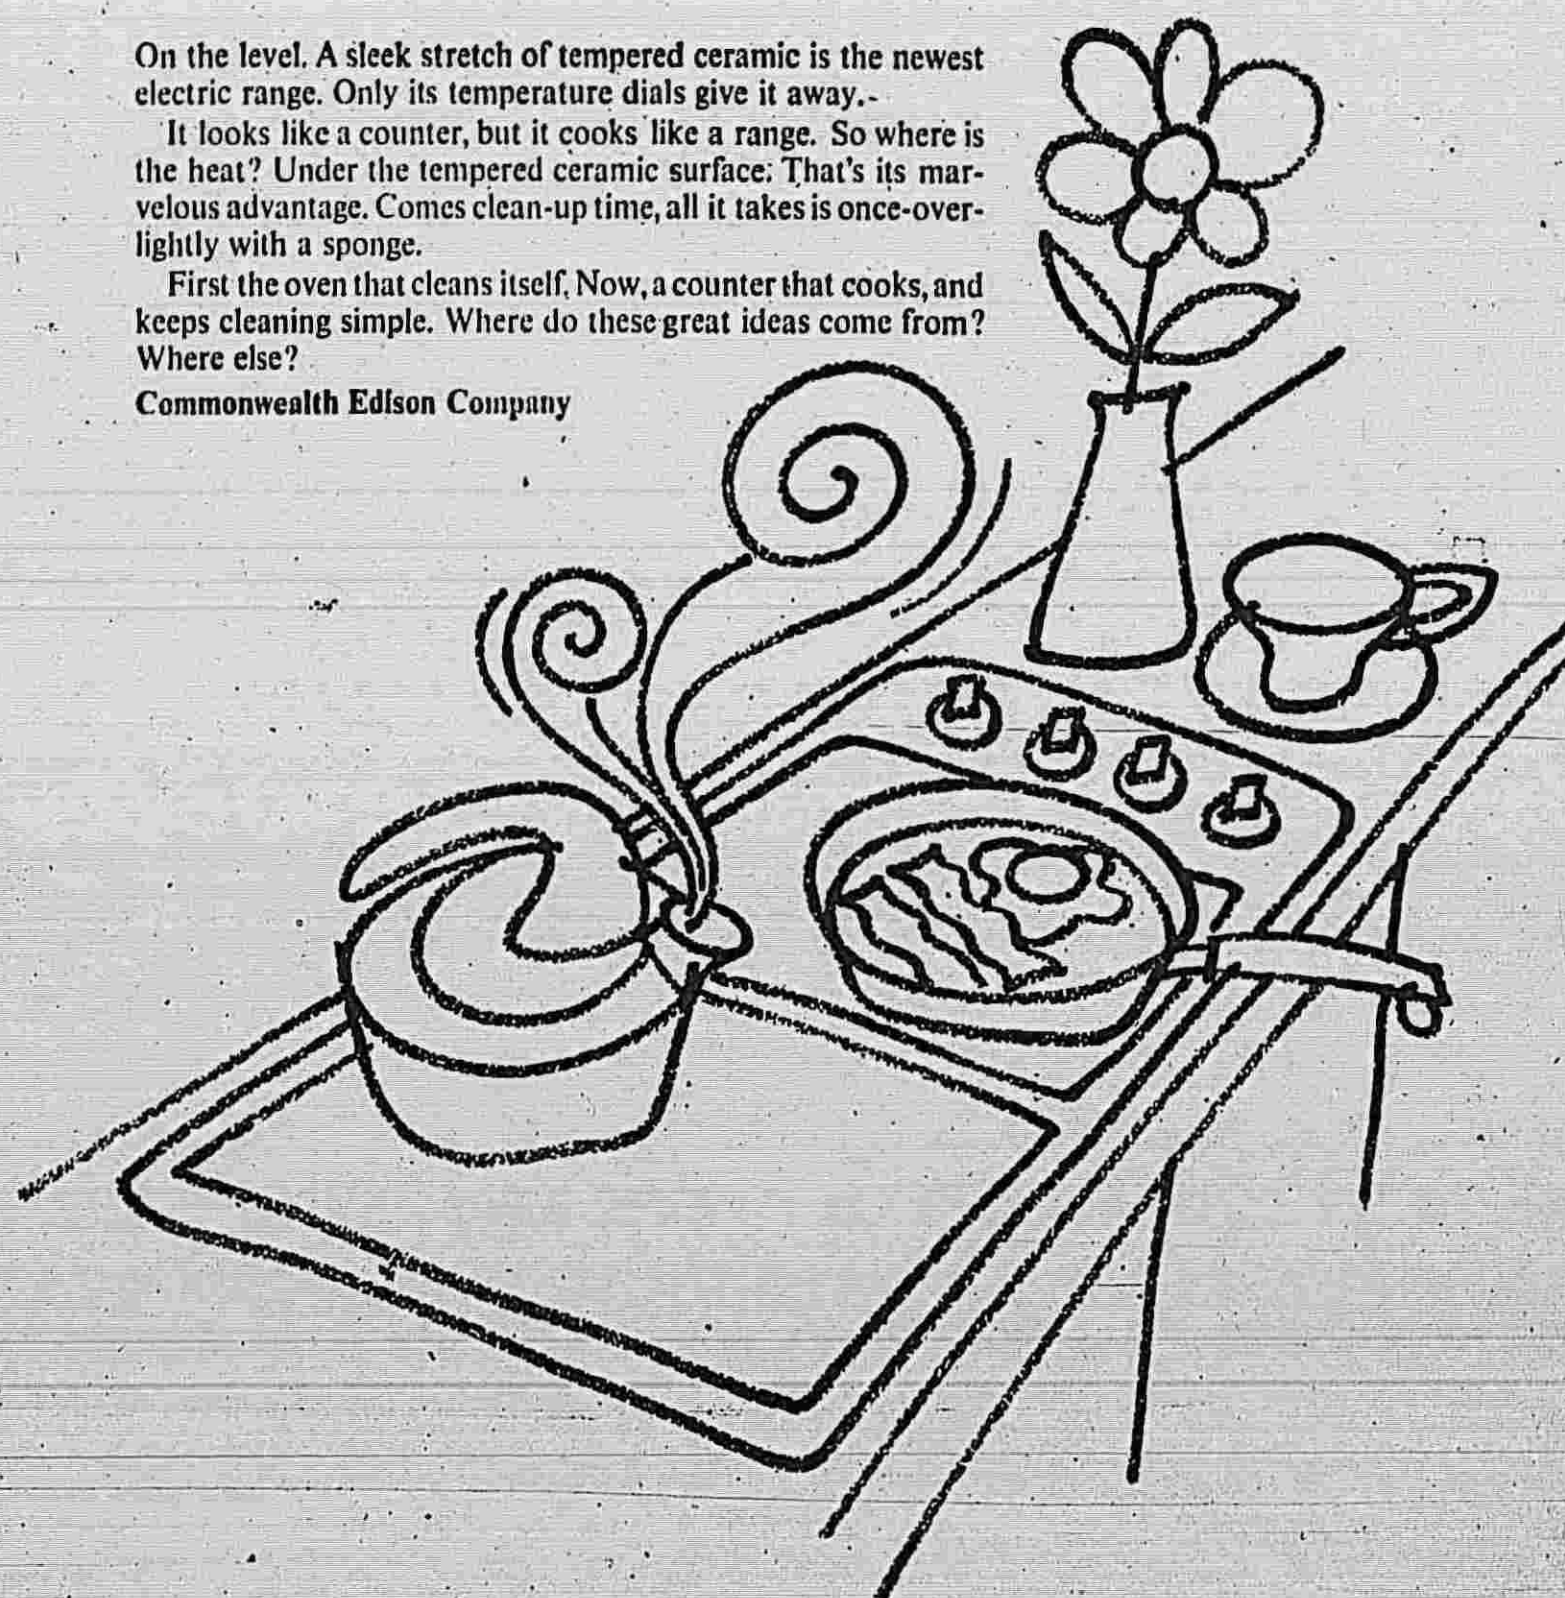 On the level. A sleek stretch of tempered ceramic is the newest
electric range. Only its temperature dials give it away.
It looks like a counter, but it cooks like a range. So where is
the heat? Under the tempered ceramic surface. That's its mar-
velous advantage. Comes clean-up time, all it takes is once-over-
lightly with a sponge.
First the oven that cleans itself. Now, a counter that cooks, and
keeps cleaning simple. Where do these great ideas come from?
Where else?
Commonwealth Edison Company